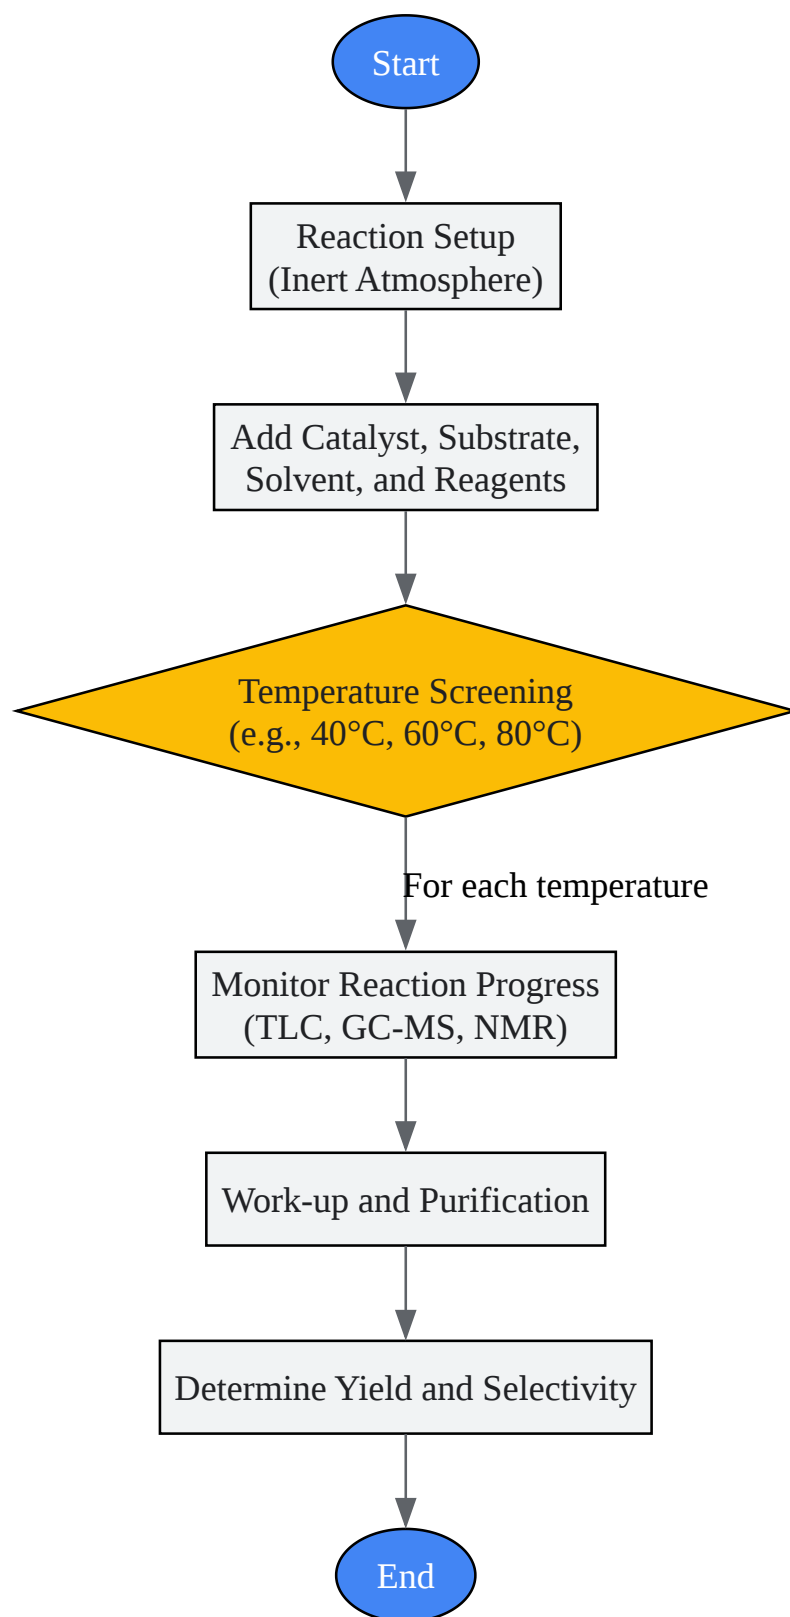 Start
Reaction Setup
(Inert Atmosphere)
Add Catalyst, Substrate,
Solvent, and Reagents
Temperature Screening
(e.g., 40°C, 60°C, 80°C)
For each temperature
Monitor Reaction Progress
(TLC, GC-MS, NMR)
Work-up and Purification
Determine Yield and Selectivity
End